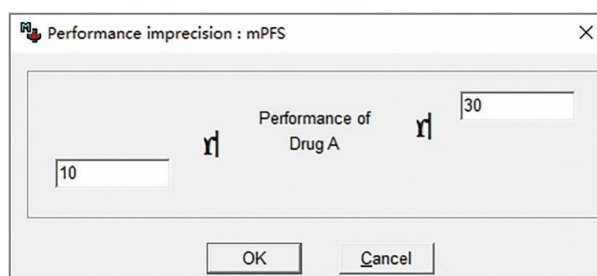 Performance imprecision : mPFS
30
Performance of
Drug A
10
OK
Cancel